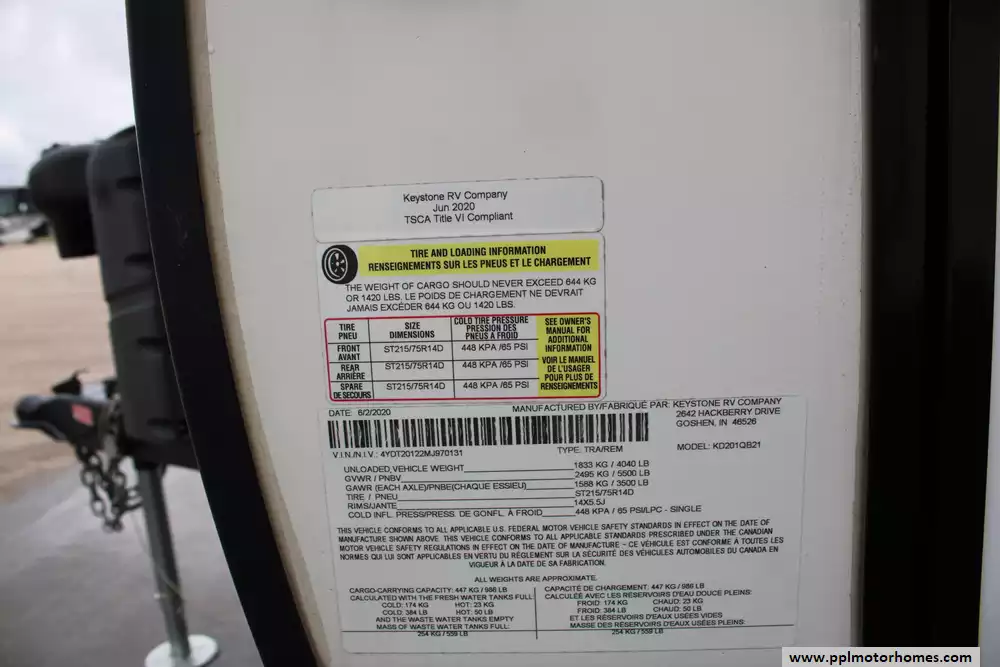 Keystone RV Company
Jun 2020
TSCA Title VI Compliant
TIRE AND LOADING INFORMATION
RENSEIGNEMENTS SUR LES PNEUS ET LE CHARGEMENT
THE WEIGHT OF CARGO SHOULD NEVER EXCEED 644 KG
OR 1420 LBS. LE POIDS DE CHARGEMENT NE DEVRAIT
JAMAIS EXCÉDER 644 KG OU 1420 LBS.
TIRE
PNEU
SIZE
DIMENSIONS
COLD TIRE PRESSURE
PRESSION DES
PNEUS A FROID
FRONT
AVANT
ST215/75R14D
448 KPA /65 PSI
REAR
ARRIÈRE
ST215/75R14D
448 KPA /65 PSI
SPARE
DE SECOURS
ST215/75R14D
448 KPA /65 PSI
SEE OWNER'S
MANUAL FOR
ADDITIONAL
INFORMATION
VOIR LE MANUEL
DE L'USAGER
POUR PLUS DE
RENSEIGNEMENTS
DATE: 6/2/2020
MANUFACTURED BY/FABRIQUÉ PAR: KEYSTONE RV COMPANY
2642 HACKBERRY DRIVE
GOSHEN, IN 46526
V.I.N./N.I.V.: 4YDT20122MJ970131
TYPE. TRA/REM
MODEL: KD201QB21
UNLOADED VEHICLE WEIGHT 1833 KG / 4040 LB
GVWR / PNBV 2495 KG / 5500 LB
GAWR (EACH AXLE)/PNBE(CHAQUE ESSIEU) 1588 KG / 3500 LB
TIRE / PNEU ST215/75R14D
RIMS/JANTE 14X5.5J
COLD INFL. PRESS/PRESS. DE GONFL. À FROID 448 KPA / 65 PSI/LPC - SINGLE
THIS VEHICLE CONFORMS TO ALL APPLICABLE U.S. FEDERAL MOTOR VEHICLE SAFETY STANDARDS IN EFFECT ON THE DATE OF
MANUFACTURE SHOWN ABOVE. THIS VEHICLE CONFORMS TO ALL APPLICABLE STANDARDS PRESCRIBED UNDER THE CANADIAN
MOTOR VEHICLE SAFETY REGULATIONS IN EFFECT ON THE DATE OF MANUFACTURE - CE VÉHICULE EST CONFORME À TOUTES LES
NORMES QUI LUI SONT APPLICABLES EN VERTU DU RÈGLEMENT SUR LA SÉCURITÉ DES VÉHICULES AUTOMOBILES DU CANADA EN
VIGUEUR À LA DATE DE SA FABRICATION.
ALL WEIGHTS ARE APPROXIMATE.
CARGO-CARRYING CAPACITY: 447 KG / 986 LB
CALCULATED WITH THE FRESH WATER TANKS FULL:
COLD: 174 KG HOT: 23 KG
COLD: 384 LB HOT: 50 LB
AND THE WASTE WATER TANKS EMPTY
MASS OF WASTE WATER TANKS FULL:
254 KG / 559 LB
CAPACITÉ DE CHARGEMENT: 447 KG / 986 LB
CALCULÉE AVEC LES RÉSERVOIRS D'EAU DOUCE PLEINS:
FROID: 174 KG CHAUD: 23 KG
FROID: 384 LB CHAUD: 50 LB
ET LES RÉSERVOIRS D'EAUX USÉES VIDES
MASSE DES RÉSERVOIRS D'EAUX USÉES PLEINS:
254 KG / 559 LB
www.pplmotorhomes.com